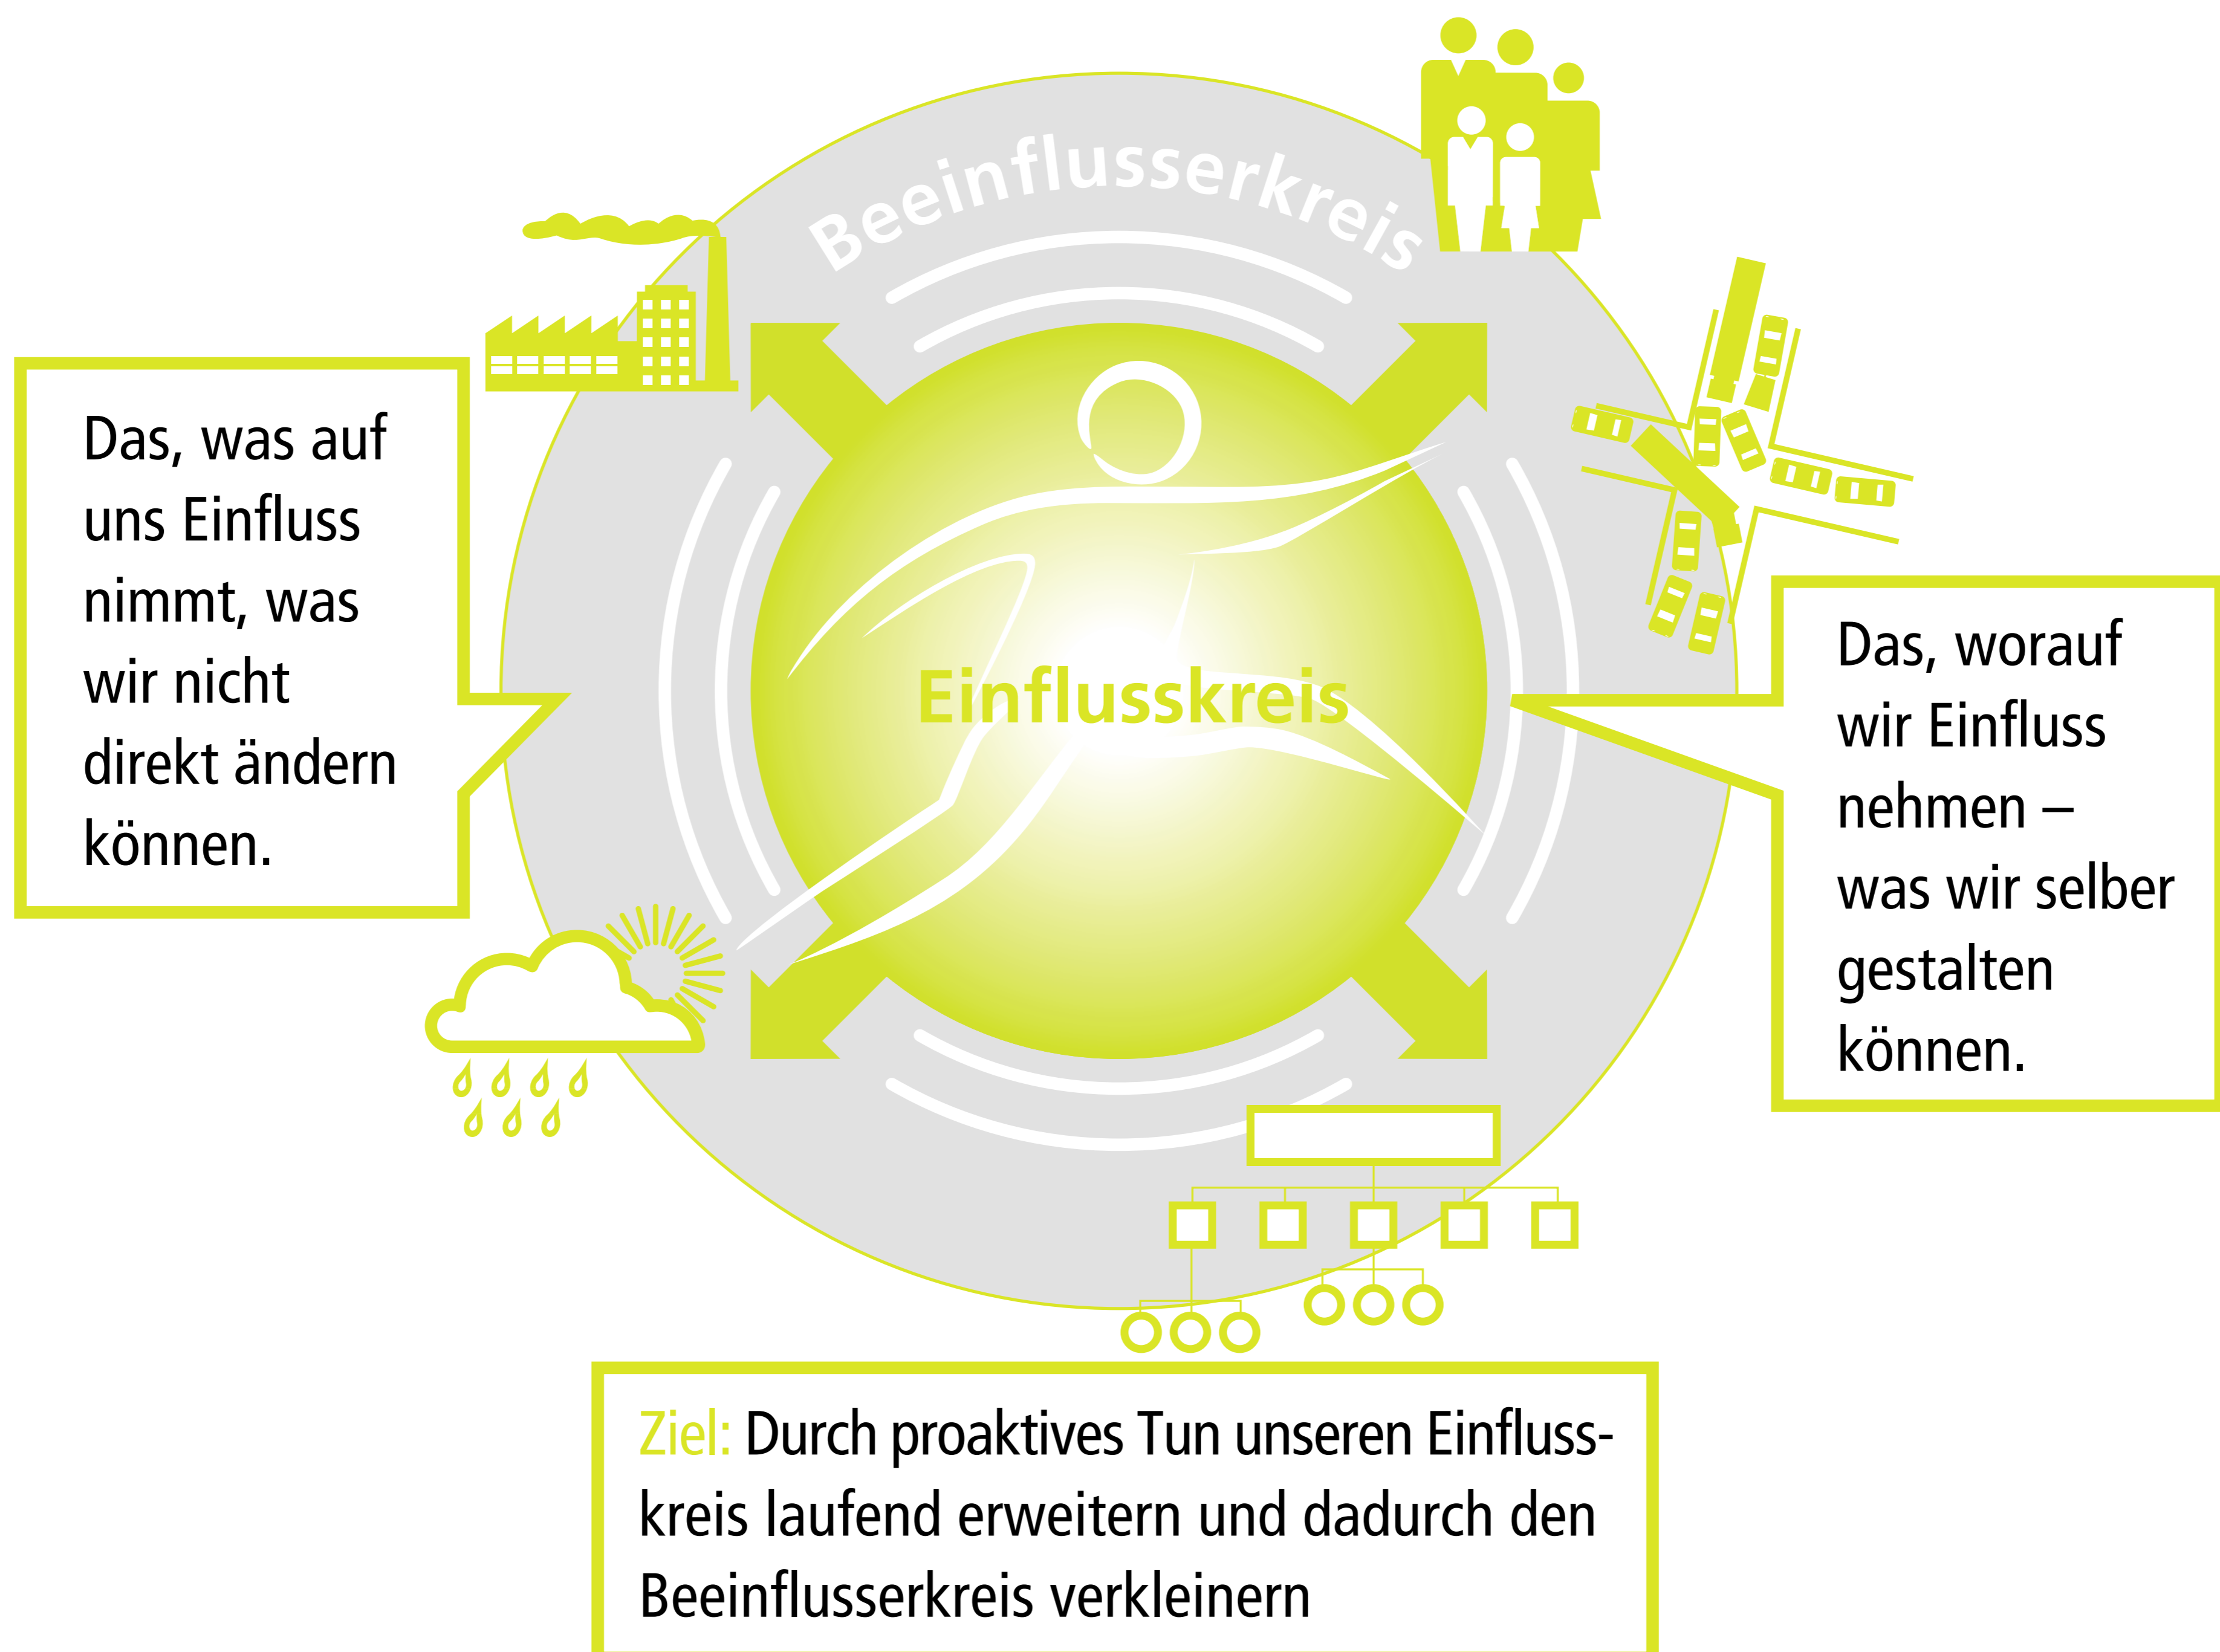 Beeinflusserkreis
Das, was auf
uns Einfluss
nimmt, was
wir nicht
direkt ändern
können.
Einflusskreis
Das, worauf
wir Einfluss
nehmen –
was wir selber
gestalten
können.
Ziel: Durch proaktives Tun unseren Einfluss-
kreis laufend erweitern und dadurch den
Beeinflusserkreis verkleinern